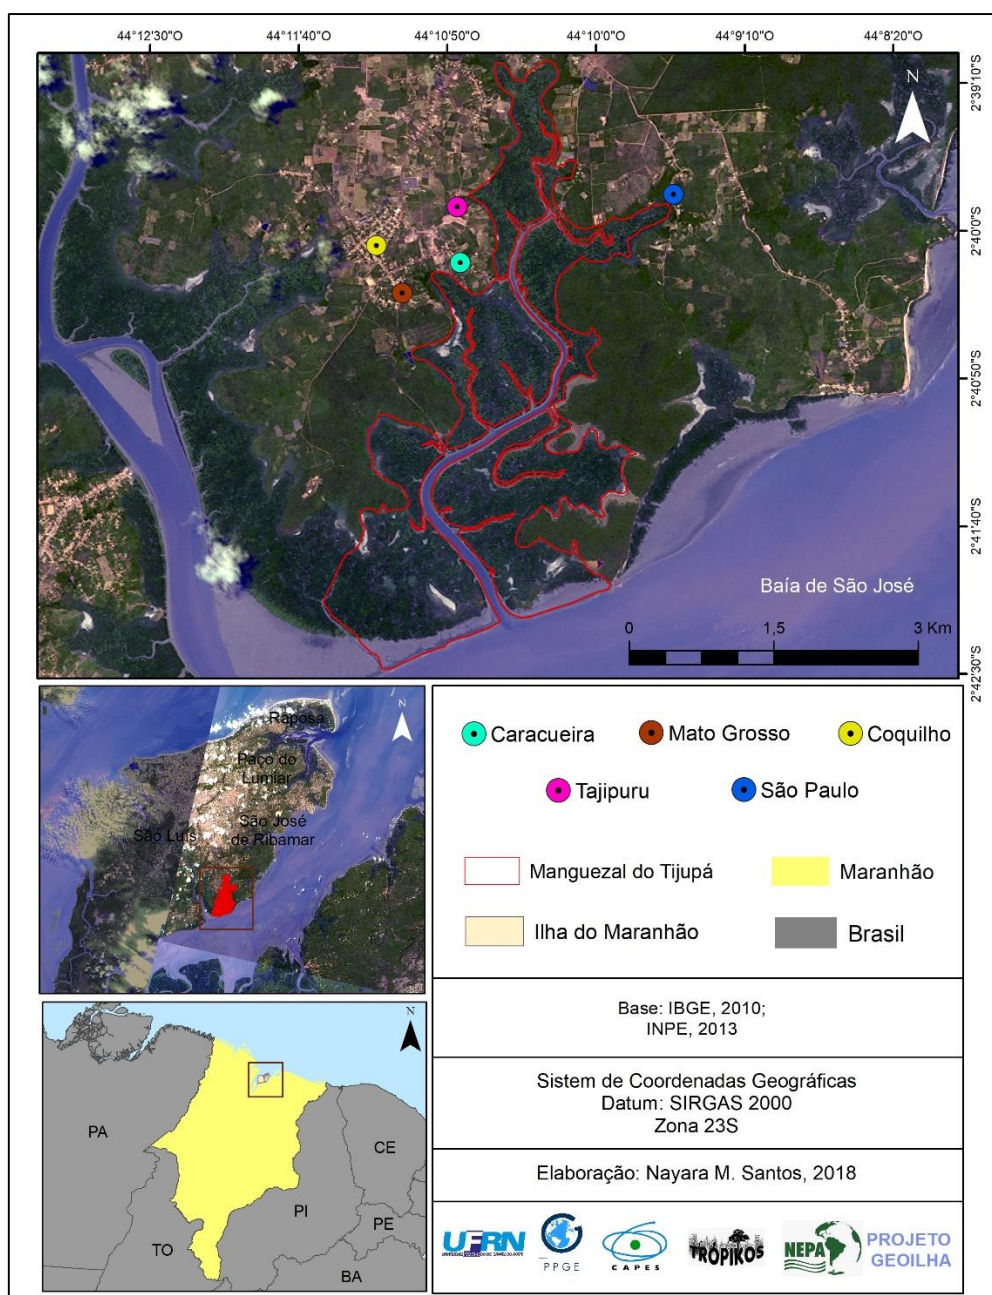 44°12'30"W
44°11'40"W
44°10'50"W
44°10'0"W
44°9'10"W
44°8'20"W
N
2°39'10"S
2°40'0"S
2°40'50"S
2°41'40"S
2°42'30"S
Baía de São José
0
1,5
3 Km
N
Raposa
Paço do
Lumiar
São Luís
São José
de Ribamar
Caracueira
Mato Grosso
Coquilho
Tajipuru
São Paulo
Manguezal do Tijupá
Maranhão
Ilha do Maranhão
Brasil
Base: IBGE, 2010;
INPE, 2013
Sistem de Coordenadas Geográficas
Datum: SIRGAS 2000
Zona 23S
Elaboração: Nayara M. Santos, 2018
N
PA
CE
PI
PE
TO
BA
UFRN
PPGE
CAPES
TRÓPIKOS
NEPA
PROJETO
GEOILHA